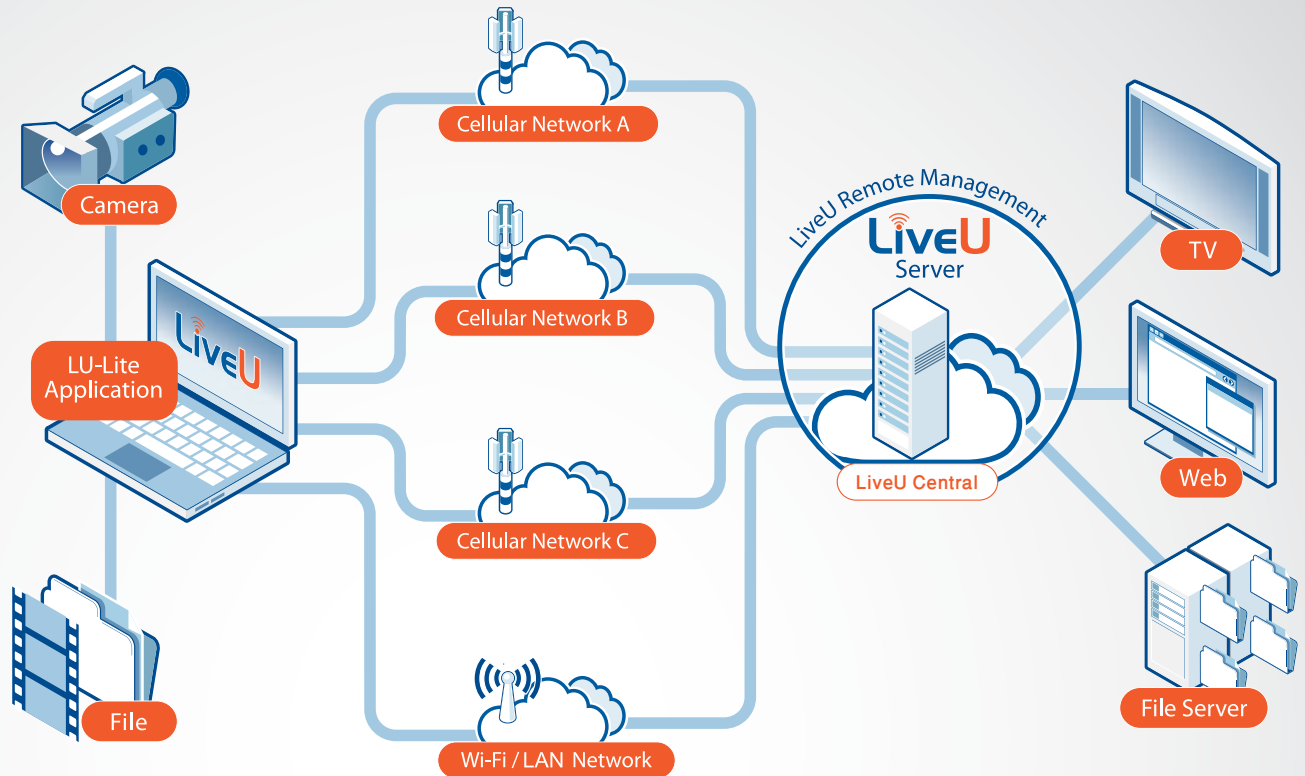 Cellular Network A
Camera
LiveU Remote Management
LiveU
Server
TV
Cellular Network B
LiveU
LU-Lite
Application
LiveU Central
Web
Cellular Network C
File
File Server
Wi-Fi / LAN Network